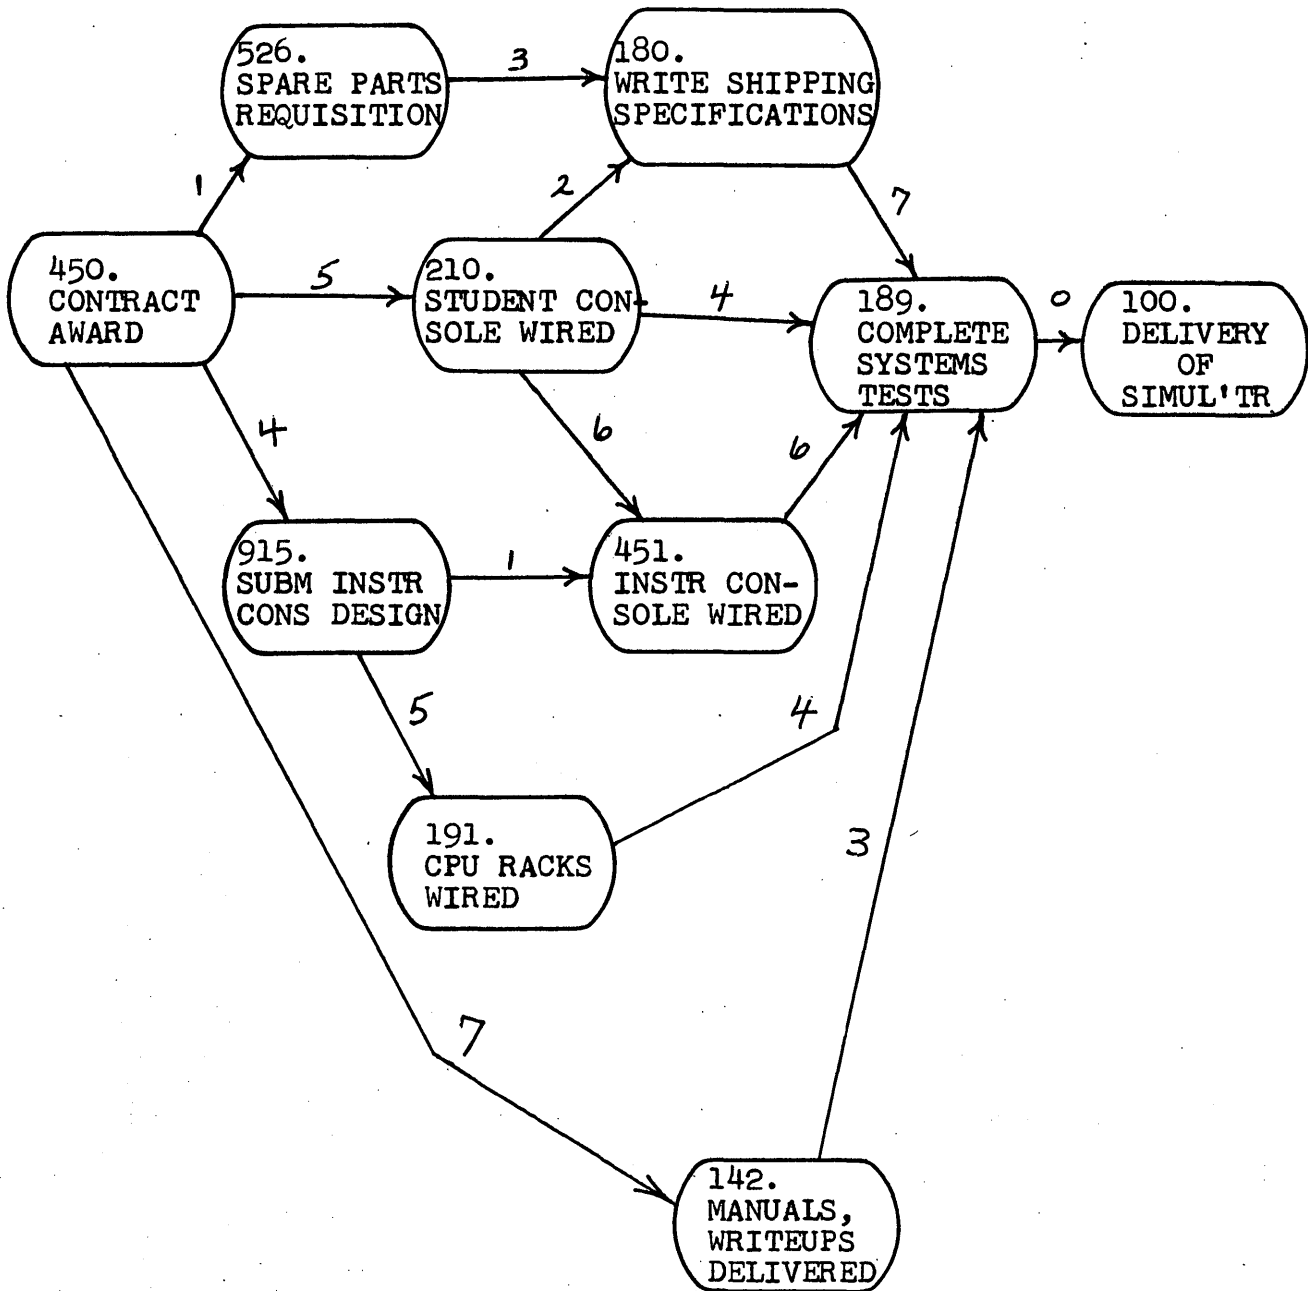 526.
SPARE PARTS
REQUISITION
3
180.
WRITE SHIPPING
SPECIFICATIONS
1
2
7
450.
CONTRACT
AWARD
5
210.
STUDENT CON-
SOLE WIRED
4
189.
COMPLETE
SYSTEMS
TESTS
0
100.
DELIVERY
OF
SIMUL'TR
4
6
6
915.
SUBM INSTR
CONS DESIGN
1
451.
INSTR CON-
SOLE WIRED
5
4
191.
CPU RACKS
WIRED
3
7
142.
MANUALS,
WRITEUPS
DELIVERED